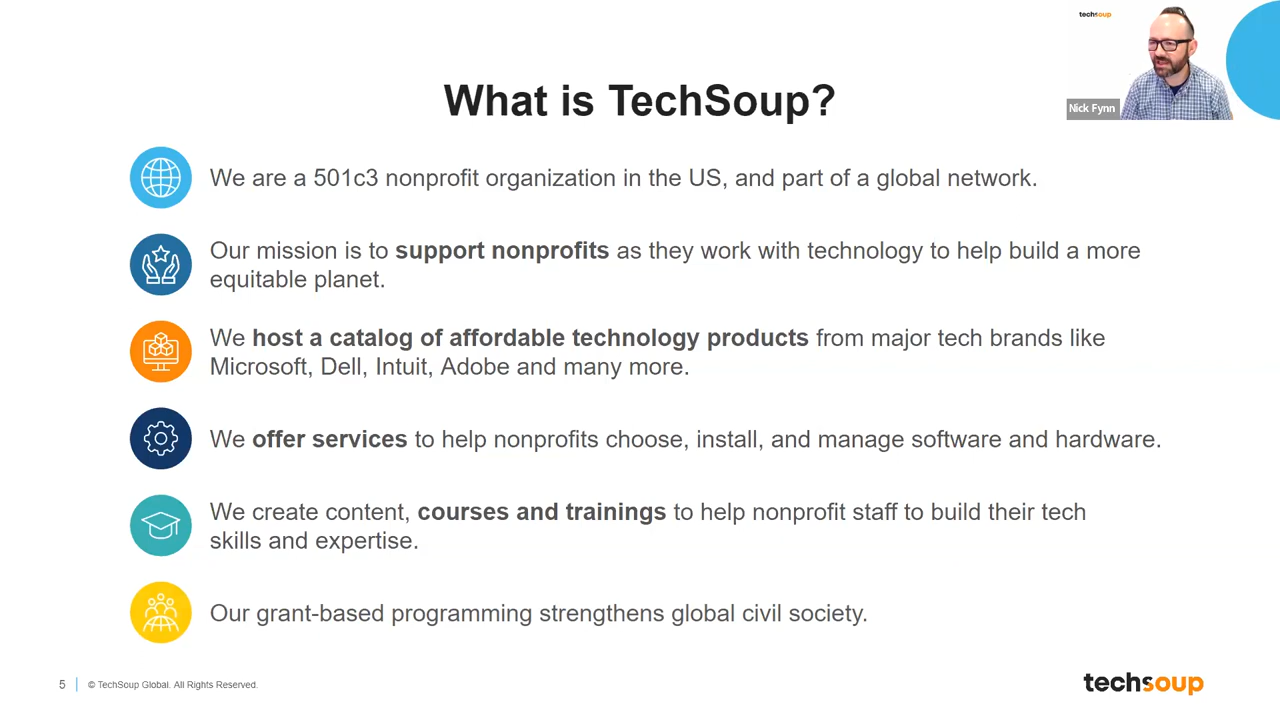 techsoup
Nick Fynn
What is TechSoup?
We are a 501c3 nonprofit organization in the US, and part of a global network.
Our mission is to support nonprofits as they work with technology to help build a more
equitable planet.
We host a catalog of affordable technology products from major tech brands like
Microsoft, Dell, Intuit, Adobe and many more.
We offer services to help nonprofits choose, install, and manage software and hardware.
We create content, courses and trainings to help nonprofit staff to build their tech
skills and expertise.
Our grant-based programming strengthens global civil society.
5 | © TechSoup Global. All Rights Reserved.
techsoup